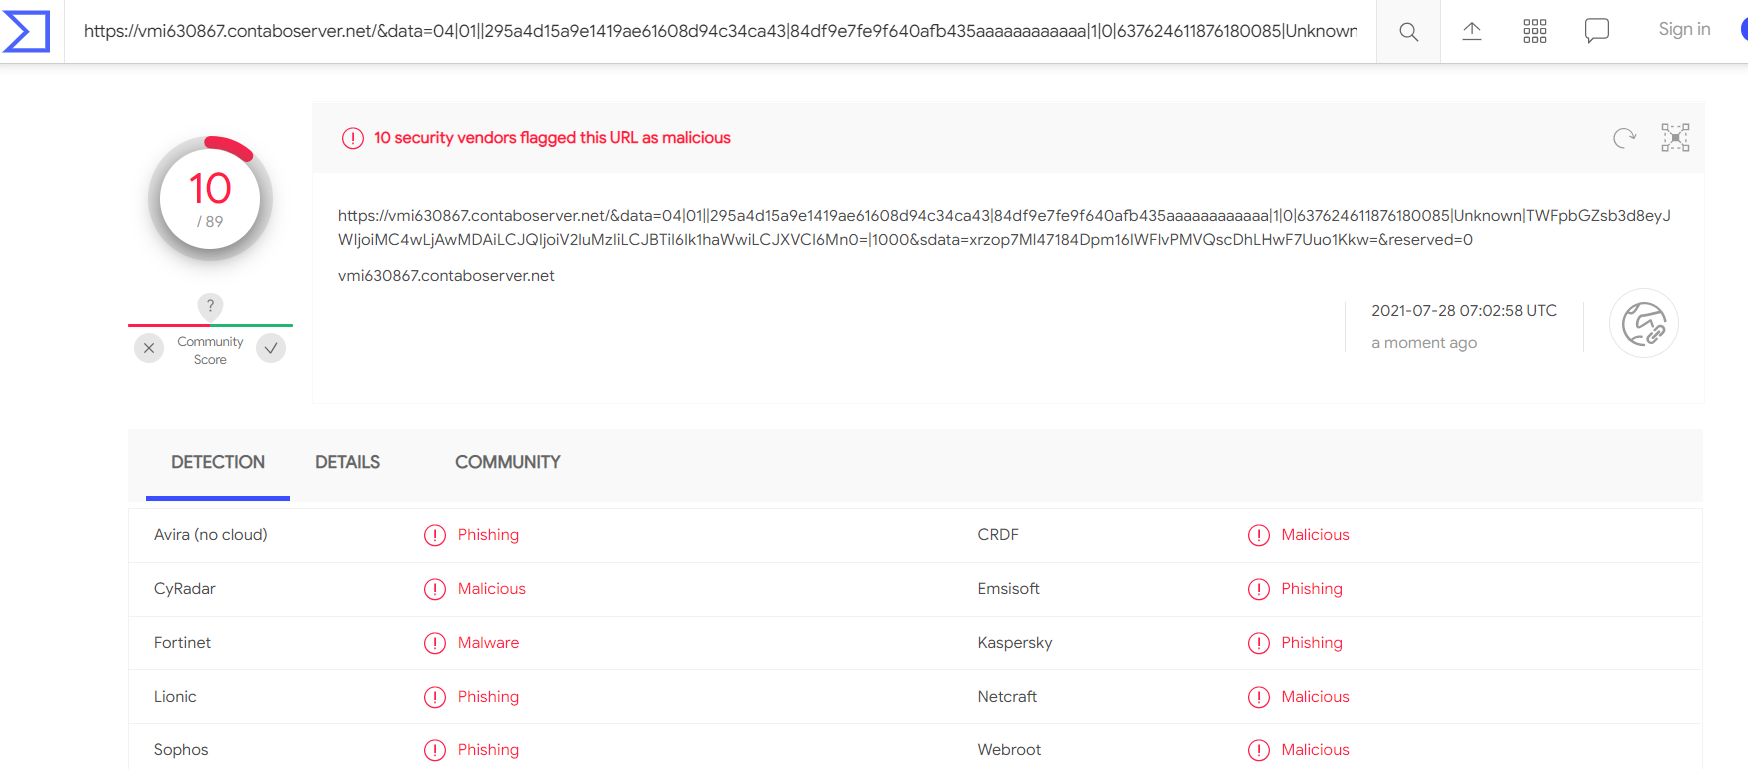 https://vmi630867.contaboserver.net/&data=04|01||295a4d15a9e1419ae61608d94c34ca43|84df9e7fe9f640afb435aaaaaaaaaaaa|1|0|637624611876180085|Unknown
Sign in
10 security vendors flagged this URL as malicious
10
/ 89
https://vmi630867.contaboserver.net/&data=04|01||295a4d15a9e1419ae61608d94c34ca43|84df9e7fe9f640afb435aaaaaaaaaaaa|1|0|637624611876180085|Unknown|TWFpbGZsb3d8eyJ
WIjoiMC4wLjAwMDAiLCJQIjoiV2luMzIiLCJBTiI6Ik1haWwiLCJXVCI6Mn0=|1000&sdata=xrzop7MI47184Dpm16IWFlvPMVQscDhLHwF7Uuo1Kkw=&reserved=0
vmi630867.contaboserver.net
?
Community
Score
2021-07-28 07:02:58 UTC
a moment ago
DETECTION DETAILS COMMUNITY
Avira (no cloud) Phishing CRDF Malicious
CyRadar Malicious Emsisoft Phishing
Fortinet Malware Kaspersky Phishing
Lionic Phishing Netcraft Malicious
Sophos Phishing Webroot Malicious